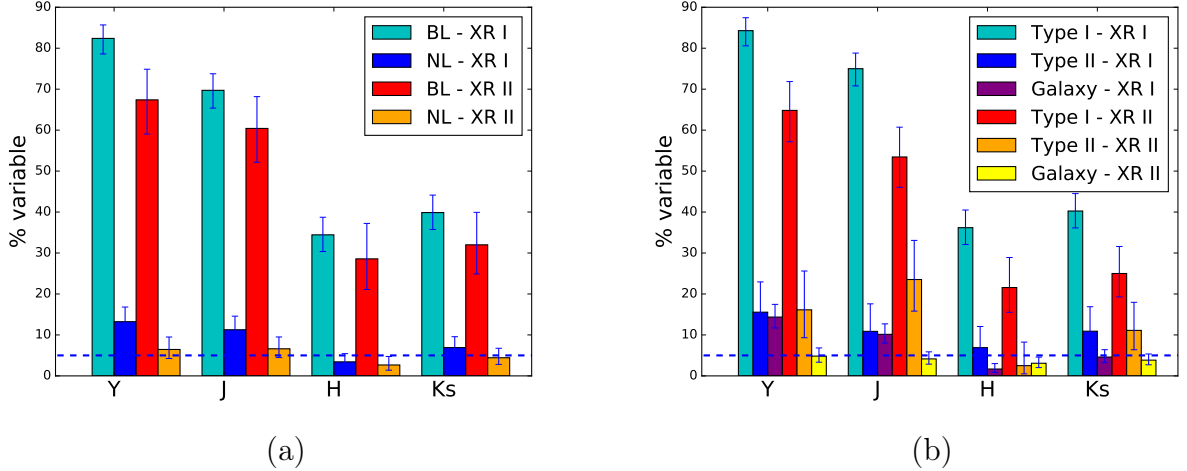 90
80
70
60
50
40
30
20
10
0
% variable
Y
J
H
Ks
BL - XR I
NL - XR I
BL - XR II
NL - XR II
(a)
90
80
70
60
50
40
30
20
10
0
% variable
Y
J
H
Ks
Type I - XR I
Type II - XR I
Galaxy - XR I
Type I - XR II
Type II - XR II
Galaxy - XR II
(b)